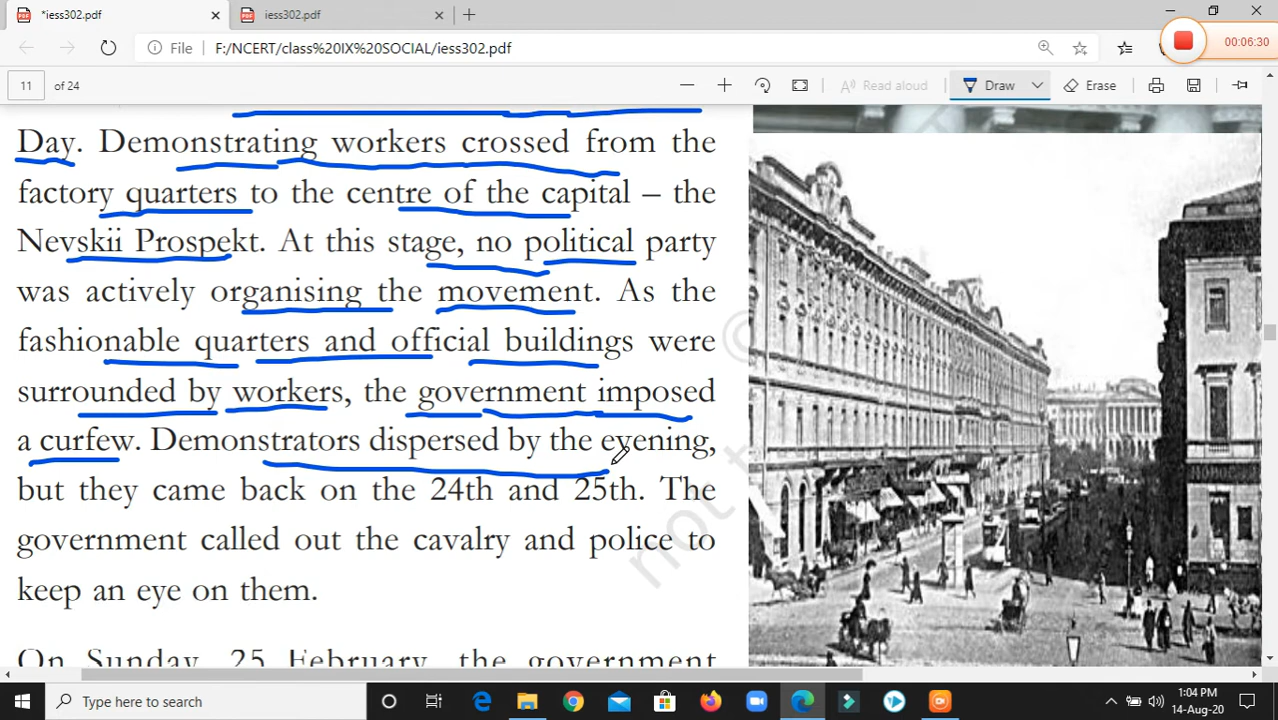 *iess302.pdf
iess302.pdf
00:06:30
File F:/NCERT/class%20IX%20SOCIAL/iess302.pdf
11 of 24
Read aloud
Draw
Erase
Day. Demonstrating workers crossed from the
factory quarters to the centre of the capital – the
Nevskii Prospekt. At this stage, no political party
was actively organising the movement. As the
fashionable quarters and official buildings were
surrounded by workers, the government imposed
a curfew. Demonstrators dispersed by the evening,
but they came back on the 24th and 25th. The
government called out the cavalry and police to
keep an eye on them.
On Sunday, 25 February, the government
not t
Type here to search
1:04 PM
14-Aug-20